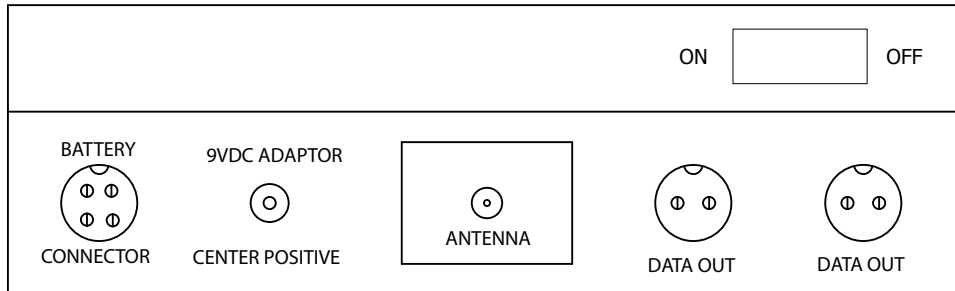 ON OFF
BATTERY
CONNECTOR
9VDC ADAPTOR
CENTER POSITIVE
ANTENNA
DATA OUT
DATA OUT